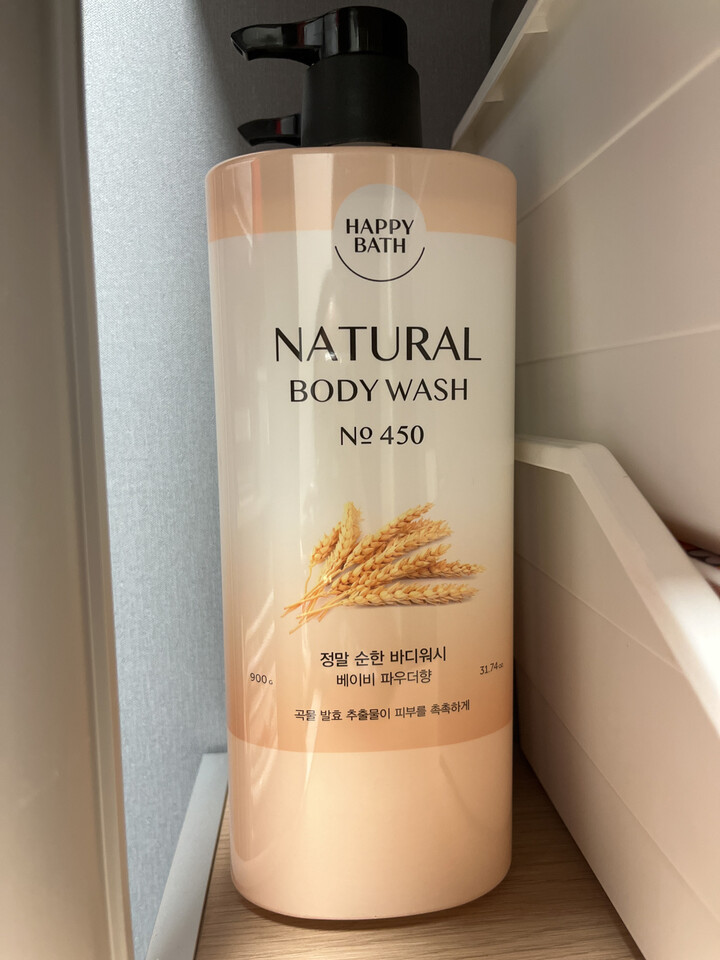 HAPPY
BATH
NATURAL
BODY WASH
№ 450
정말 순한 바디워시
베이비 파우더향
900G
31.74oz.
곡물 발효 추출물이 피부를 촉촉하게